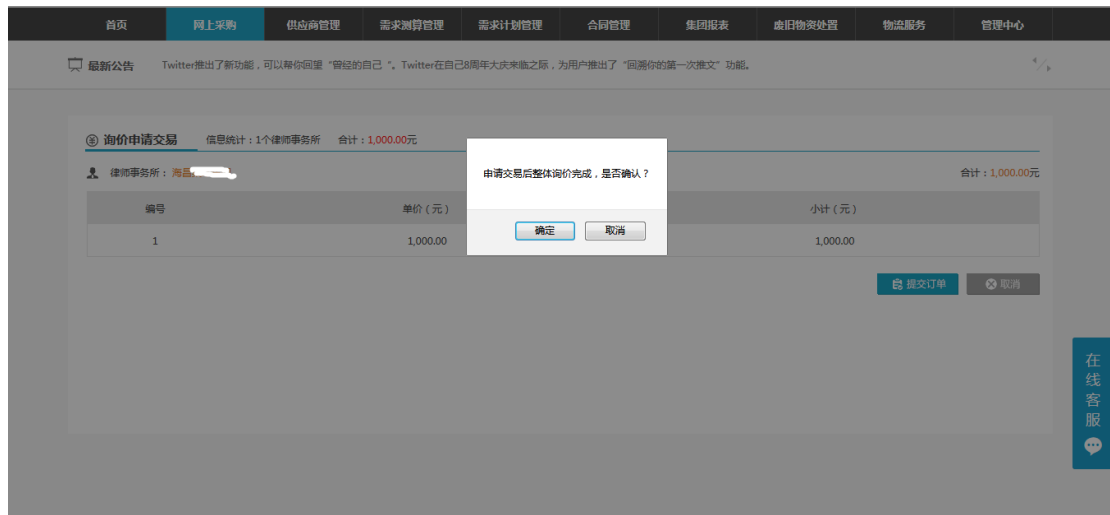 首页 网上采购 供应商管理 需求测算管理 需求计划管理 合同管理 集团报表 废旧物资处置 物流服务 管理中心
最新公告 Twitter推出了新功能，可以帮你回望“曾经的自己 ”。Twitter在自己8周年大庆来临之际，为用户推出了“回溯你的第一次推文”功能。
询价申请交易 信息统计：1个律师事务所 合计：1,000.00元
律师事务所：海昌 合计：1,000.00元
申请交易后整体询价完成，是否确认？
确定 取消
编号 单价（元） 小计（元）
1 1,000.00 1,000.00
提交订单 取消
在线客服